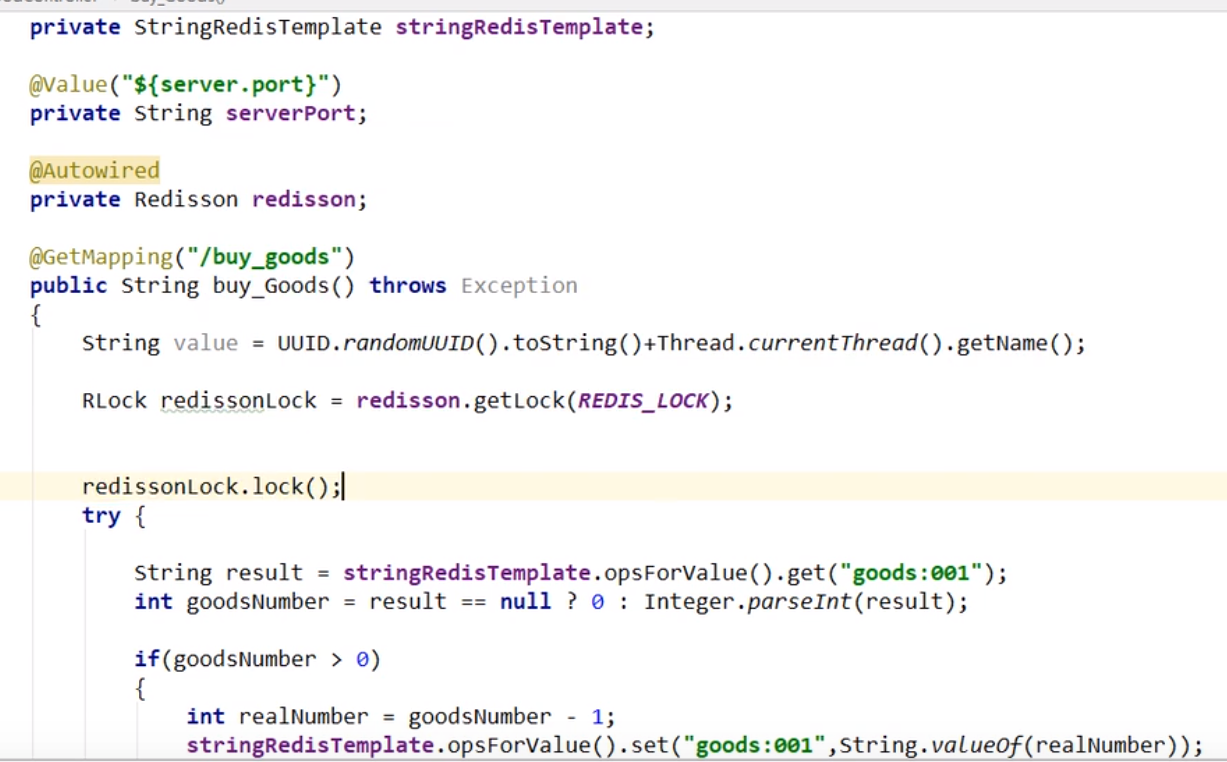 private StringRedisTemplate stringRedisTemplate;
@Value("${server.port}")
private String serverPort;
@Autowired
private Redisson redisson;
@GetMapping("/buy_goods")
public String buy_Goods() throws Exception
{
String value = UUID.randomUUID().toString()+Thread.currentThread().getName();
RLock redissonLock = redisson.getLock(REDIS_LOCK);
redissonLock.lock();
try {
String result = stringRedisTemplate.opsForValue().get("goods:001");
int goodsNumber = result == null ? 0 : Integer.parseInt(result);
if(goodsNumber > 0)
{
int realNumber = goodsNumber - 1;
stringRedisTemplate.opsForValue().set("goods:001",String.valueOf(realNumber));